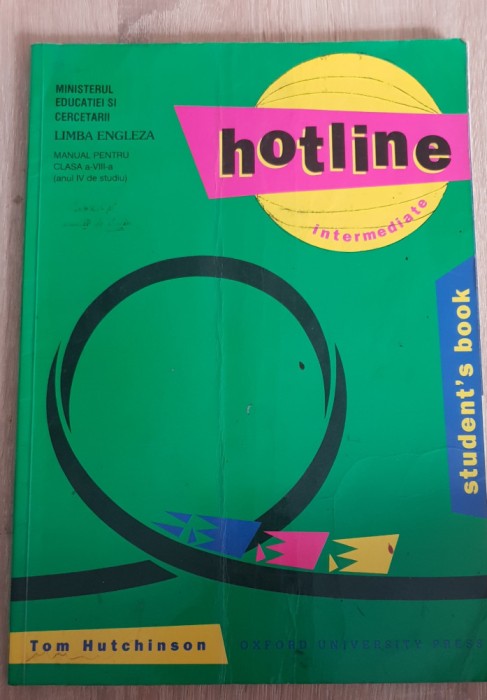 MINISTERUL
EDUCATIEI SI
CERCETARII
LIMBA ENGLEZA
MANUAL PENTRU
CLASA a-VIII-a
(anul IV de studiu)
hotline
intermediate
student's book
Tom Hutchinson
OXFORD UNIVERSITY PRESS